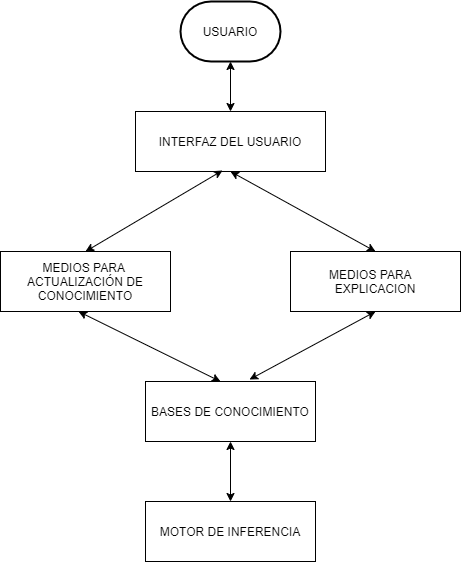 USUARIO
INTERFAZ DEL USUARIO
MEDIOS PARA
ACTUALIZACIÓN DE
CONOCIMIENTO
MEDIOS PARA
EXPLICACION
BASES DE CONOCIMIENTO
MOTOR DE INFERENCIA